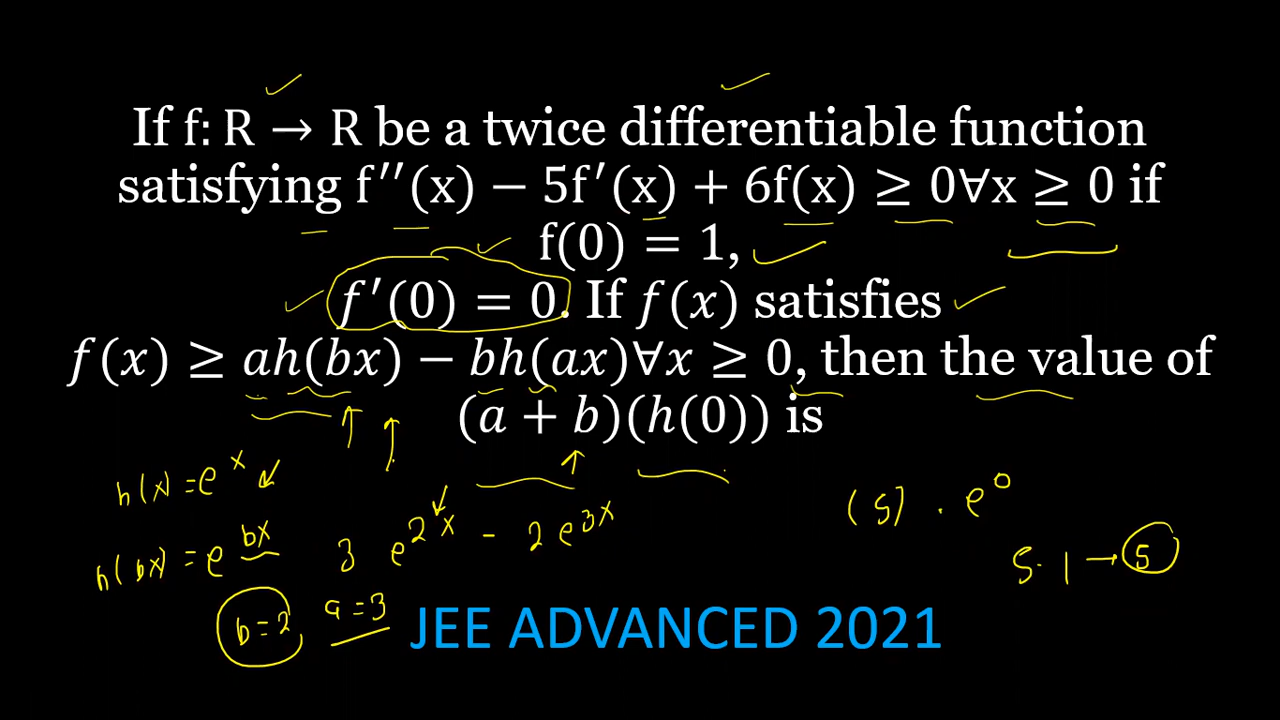 If f: R → R be a twice differentiable function
satisfying f′′(x) − 5f′(x) + 6f(x) ≥ 0∀x ≥ 0 if
f(0) = 1,
f′(0) = 0. If f(x) satisfies
f(x) ≥ ah(bx) − bh(ax)∀x ≥ 0, then the value of
(a + b)(h(0)) is
h(x) = e^x
(5) . e^0
3 e^2x − 2 e^3x
h(bx) = e^bx
5.1 → 5
b = 2 a = 3
JEE ADVANCED 2021